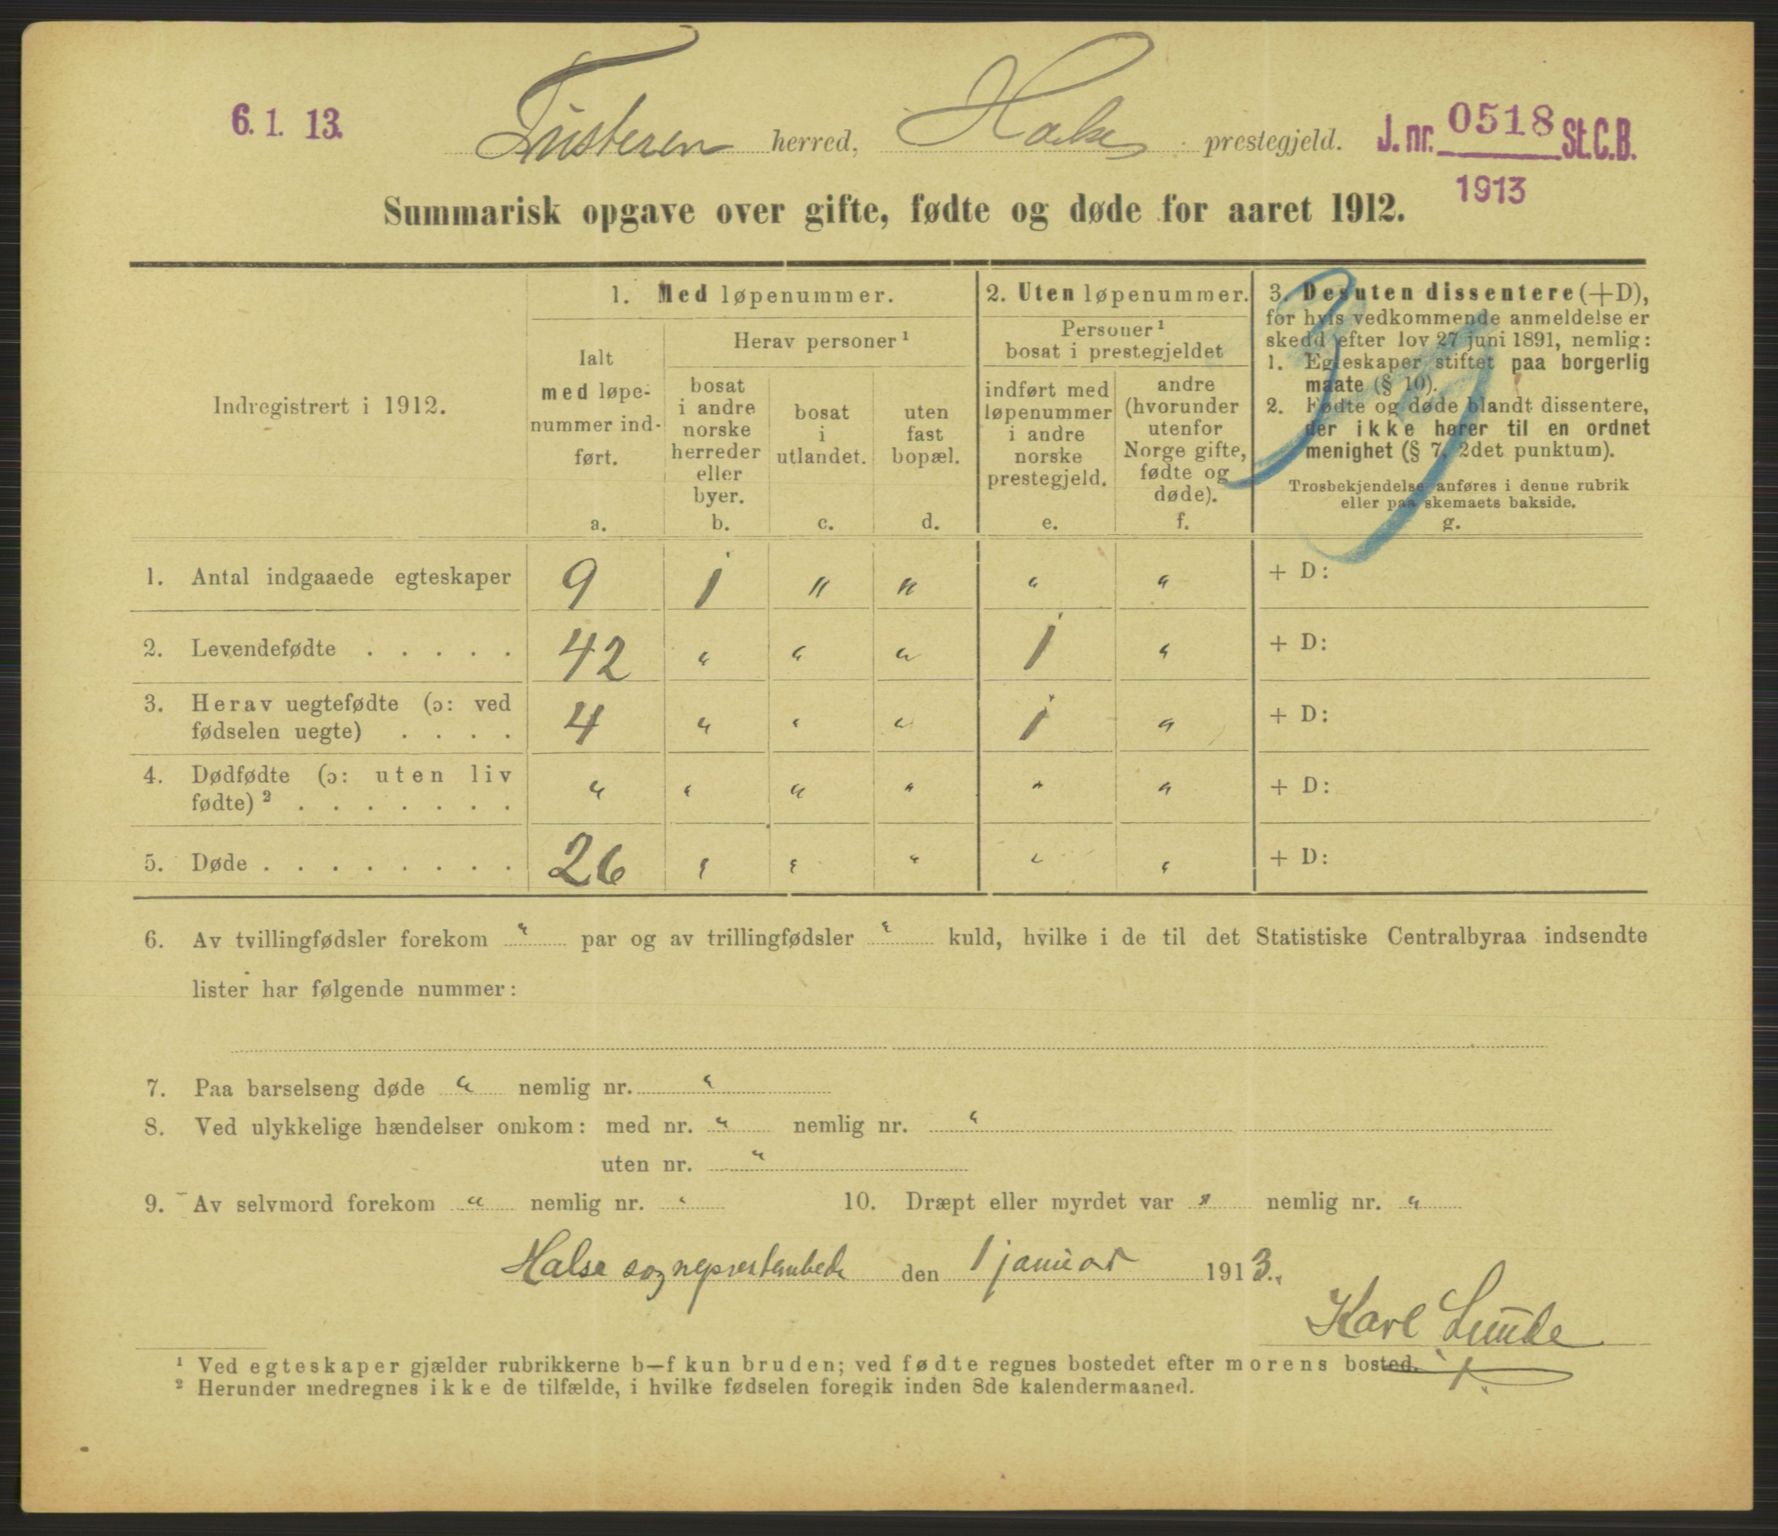 6. 1. 13.
Tusteren herred, Halse prestegjeld.
J. nr. 0518 St. C. B.
1913
Summarisk opgave over gifte, fødte og døde for aaret 1912.
Indregistrert i 1912.
1. Med løpenummer.
Ialt med løpenummer indført.
a.
Herav personer ¹
bosat i andre norske herreder eller byer.
b.
bosat i utlandet.
c.
uten fast bopæl.
d.
2. Uten løpenummer.
Personer ¹ bosat i prestegjeldet
indført med løpenummer i andre norske prestegjeld.
e.
andre (hvorunder utenfor Norge gifte, fødte og døde).
f.
3. Desuten dissentere (+D),
for hvis vedkommende anmeldelse er
skedd efter lov 27 juni 1891, nemlig:
1. Egteskaper stiftet paa borgerlig
maate (§ 10).
2. Fødte og døde blandt dissentere,
der ikke hører til en ordnet
menighet (§ 7, 2det punktum).
Trosbekjendelse anføres i denne rubrik
eller paa skemaets bakside.
g.
1. Antal indgaaede egteskaper 9 1 " " " " + D:
2. Levendefødte . . . . . 42 " " " 1 " + D:
3. Herav uegtefødte (ɔ: ved
fødselen uegte) . . . . 4 " " " 1 " + D:
4. Dødfødte (ɔ: uten liv
fødte) ² . . . . . . . " " " " " " + D:
5. Døde . . . . . . . . 26 " " " " " + D:
6. Av tvillingfødsler forekom " par og av trillingfødsler " kuld, hvilke i de til det Statistiske Centralbyraa indsendte
lister har følgende nummer:
7. Paa barselseng døde " nemlig nr. "
8. Ved ulykkelige hændelser omkom: med nr. " nemlig nr. "
uten nr. "
9. Av selvmord forekom " nemlig nr. " 10. Dræpt eller myrdet var " nemlig nr. "
Halse sogneprestembede den 1 januar 1913.
Karl Lunde
¹ Ved egteskaper gjælder rubrikkerne b—f kun bruden; ved fødte regnes bostedet efter morens bosted.
² Herunder medregnes ikke de tilfælde, i hvilke fødselen foregik inden 8de kalendermaaned.